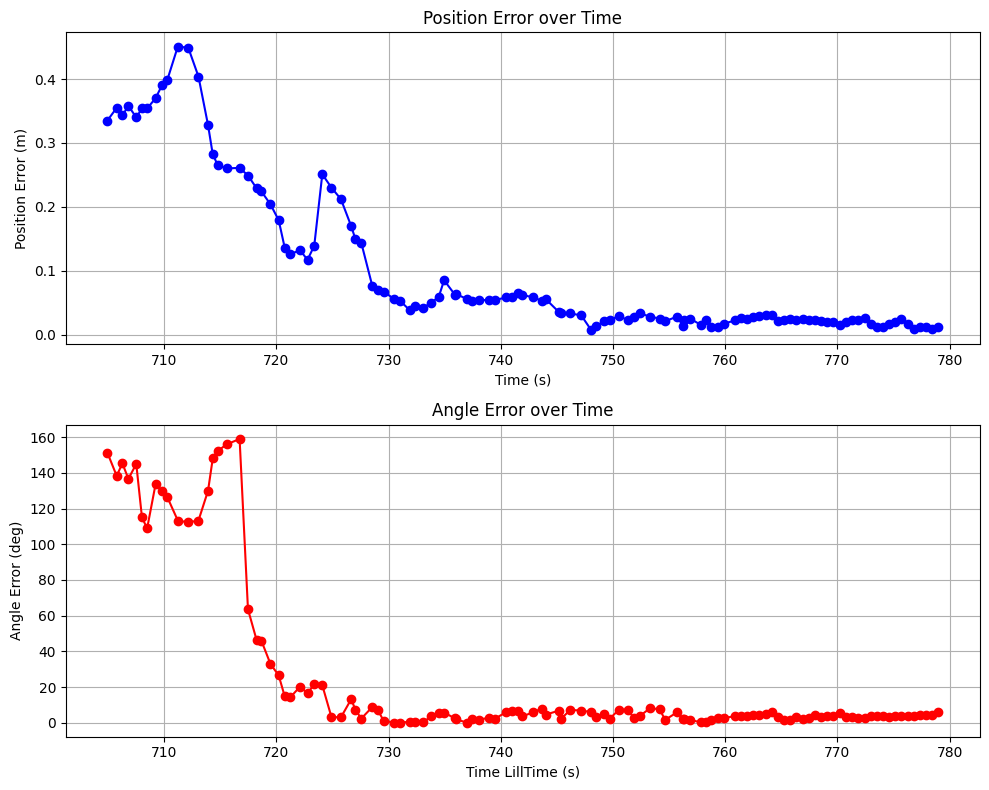 Position Error over Time
Position Error (m)
0.4
0.3
0.2
0.1
0.0
710 720 730 740 750 760 770 780
Time (s)
Angle Error over Time
Angle Error (deg)
160
140
120
100
80
60
40
20
0
710 720 730 740 750 760 770 780
Time LillTime (s)